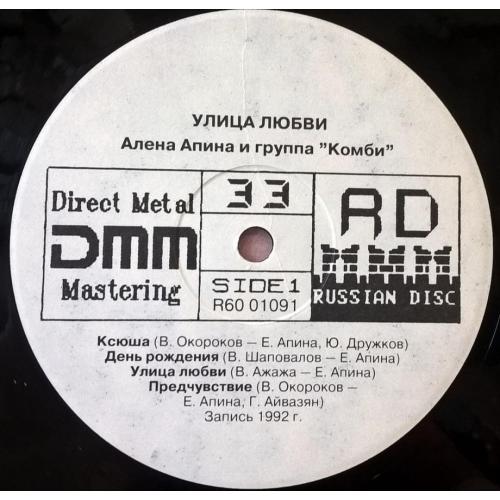 УЛИЦА ЛЮБВИ
Алена Апина и группа "Комби"
Direct Metal
DMM
Mastering
33
SIDE 1
R60 01091
RD
RUSSIAN DISC
Ксюша (В. Окороков — Е. Апина, Ю. Дружков)
День рождения (В. Шаповалов — Е. Апина)
Улица любви (В. Ажажа — Е. Апина)
Предчувствие (В. Окороков —
Е. Апина, Г. Айвазян)
Запись 1992 г.